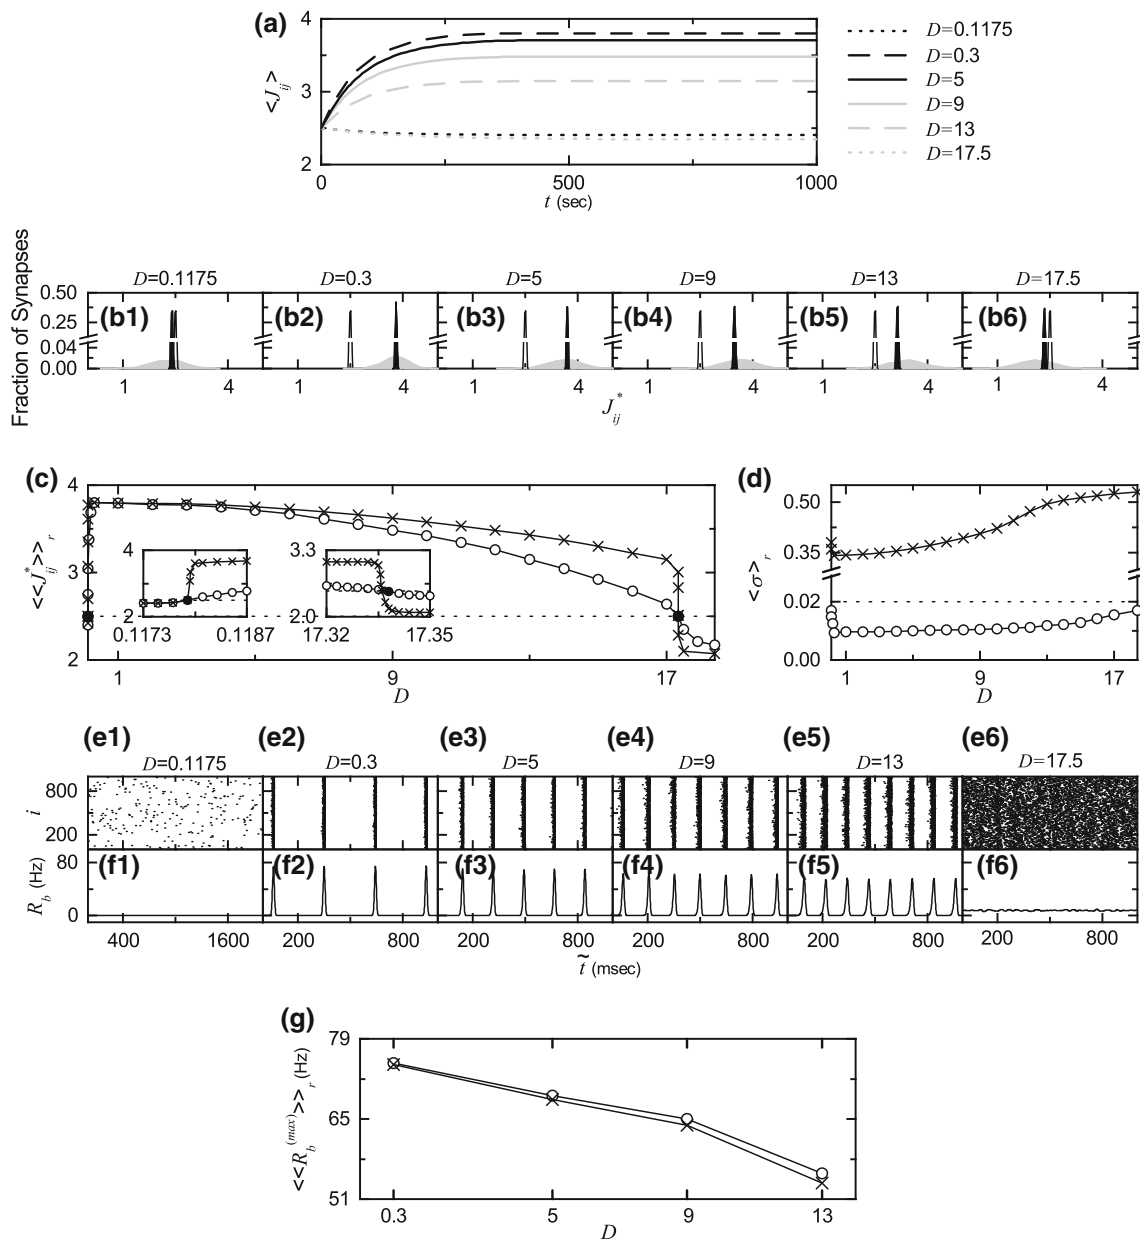 (a)
4
3
2
<J_ij>
0
500
1000
t (sec)
D=0.1175
D=0.3
D=5
D=9
D=13
D=17.5
Fraction of Synapses
D=0.1175
D=0.3
D=5
D=9
D=13
D=17.5
0.50
0.25
0.04
0.00
(b1)
(b2)
(b3)
(b4)
(b5)
(b6)
1 4 1 4 1 4 1 4 1 4 1 4
J_ij^*
(c)
4
3
2
<<J_ij^*>>_r
4
2
0.1173 0.1187
3.3
2.0
17.32 17.35
1 9 17
D
(d)
0.50
0.35
0.02
0.00
<σ>_r
1 9 17
D
(e1)
(e2)
(e3)
(e4)
(e5)
(e6)
D=0.1175
D=0.3
D=5
D=9
D=13
D=17.5
i
800
200
R_b (Hz)
80
0
(f1)
(f2)
(f3)
(f4)
(f5)
(f6)
400 1600 200 800 200 800 200 800 200 800 200 800
t̃ (msec)
(g)
79
65
51
<<R_b^(max)>>_r (Hz)
0.3 5 9 13
D